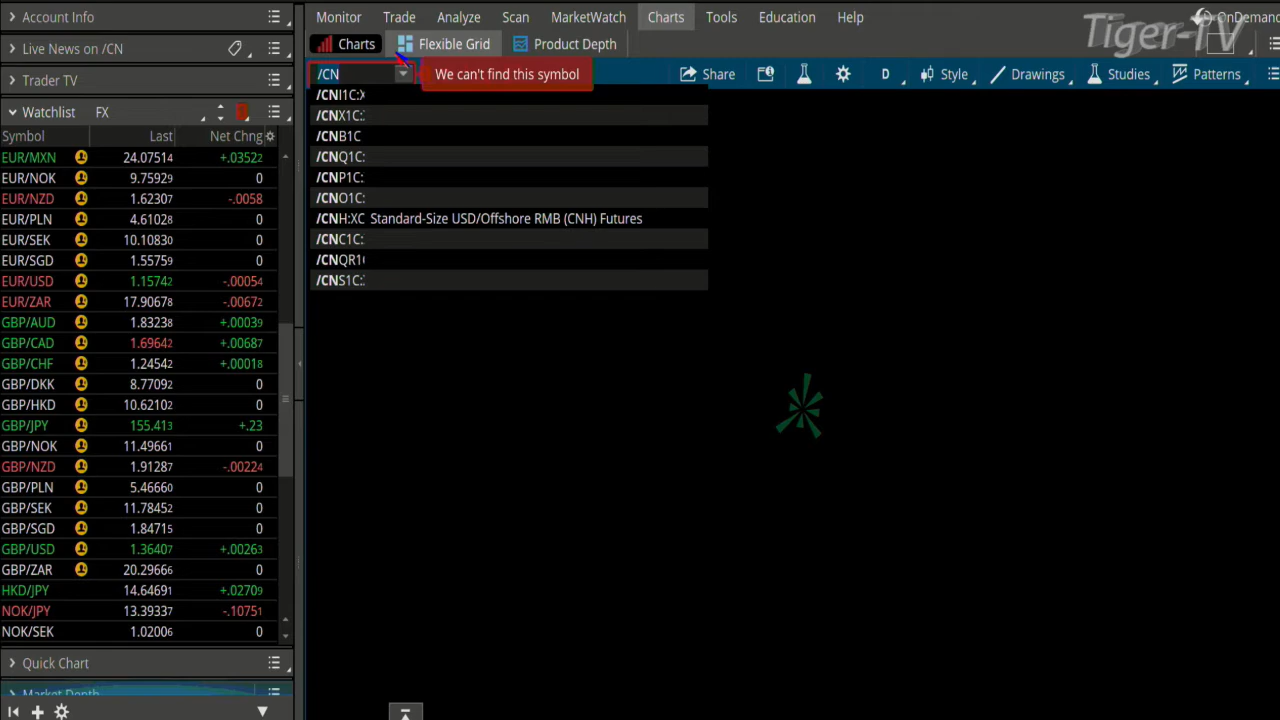 Account Info
Live News on /CN
Trader TV
Watchlist FX
Symbol Last Net Chng
EUR/MXN 24.07514 +.03522
EUR/NOK 9.75929 0
EUR/NZD 1.62307 -.0058
EUR/PLN 4.61028 0
EUR/SEK 10.10830 0
EUR/SGD 1.55759 0
EUR/USD 1.15742 -.00054
EUR/ZAR 17.90678 -.00672
GBP/AUD 1.83238 +.00039
GBP/CAD 1.69642 +.00687
GBP/CHF 1.24542 +.00018
GBP/DKK 8.77092 0
GBP/HKD 10.62102 0
GBP/JPY 155.413 +.23
GBP/NOK 11.49661 0
GBP/NZD 1.91287 -.00224
GBP/PLN 5.46660 0
GBP/SEK 11.78452 0
GBP/SGD 1.84715 0
GBP/USD 1.36407 +.00263
GBP/ZAR 20.29666 0
HKD/JPY 14.64691 +.02709
NOK/JPY 13.39337 -.10751
NOK/SEK 1.02006 0
Quick Chart
Market Depth
Monitor Trade Analyze Scan MarketWatch Charts Tools Education Help
OnDemand
Tiger-TV
Charts Flexible Grid Product Depth
/CN We can't find this symbol Share D Style Drawings Studies Patterns
/CNI1C:X
/CNX1C:
/CNB1C
/CNQ1C:
/CNP1C:
/CNO1C:
/CNH:XC Standard-Size USD/Offshore RMB (CNH) Futures
/CNC1C:
/CNQR1
/CNS1C: